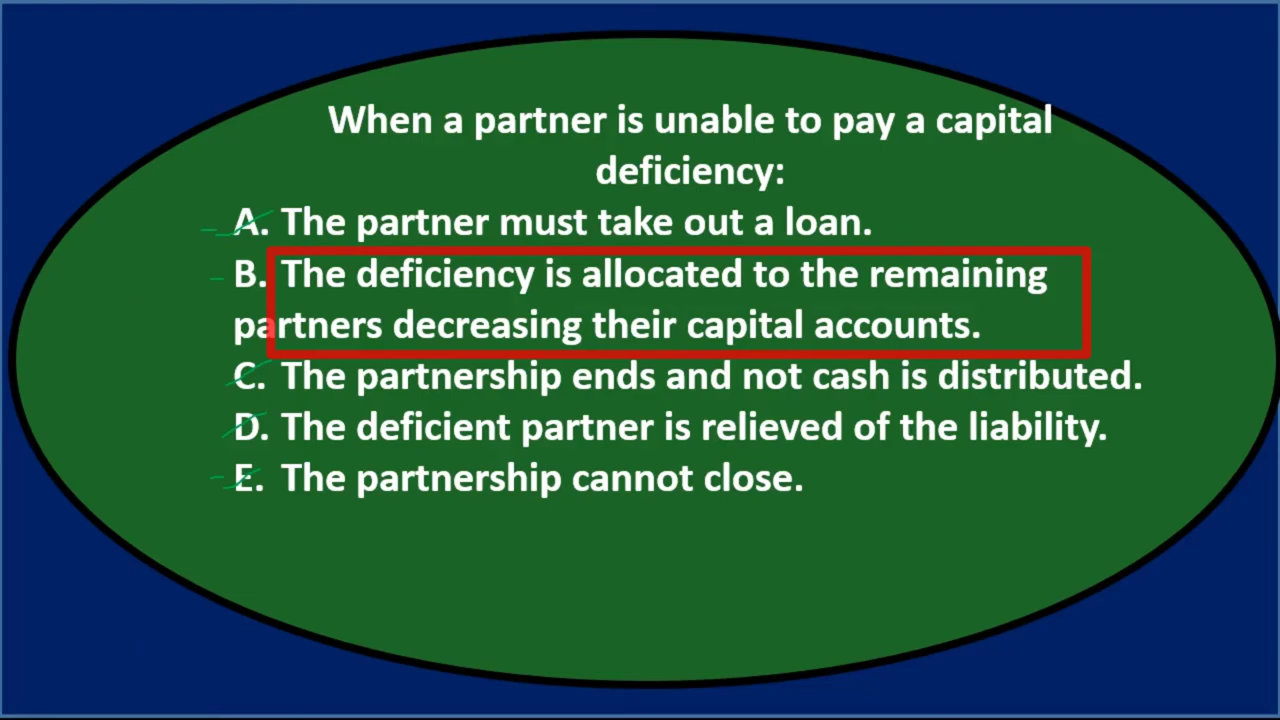 When a partner is unable to pay a capital
deficiency:
A. The partner must take out a loan.
B. The deficiency is allocated to the remaining
partners decreasing their capital accounts.
C. The partnership ends and not cash is distributed.
D. The deficient partner is relieved of the liability.
E. The partnership cannot close.